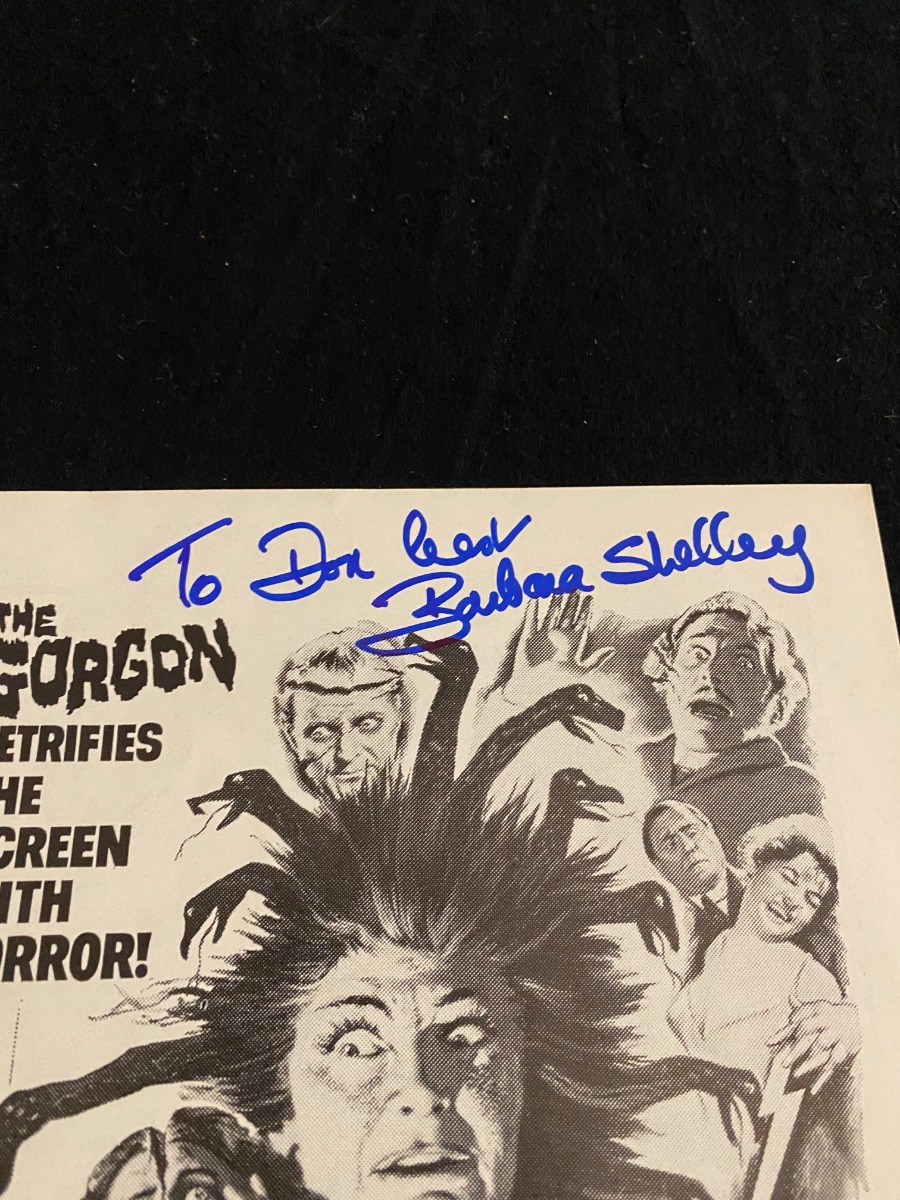 To Don best
Barbara Shelley
THE
GORGON
ETRIFIES
HE
CREEN
ITH
ORROR!